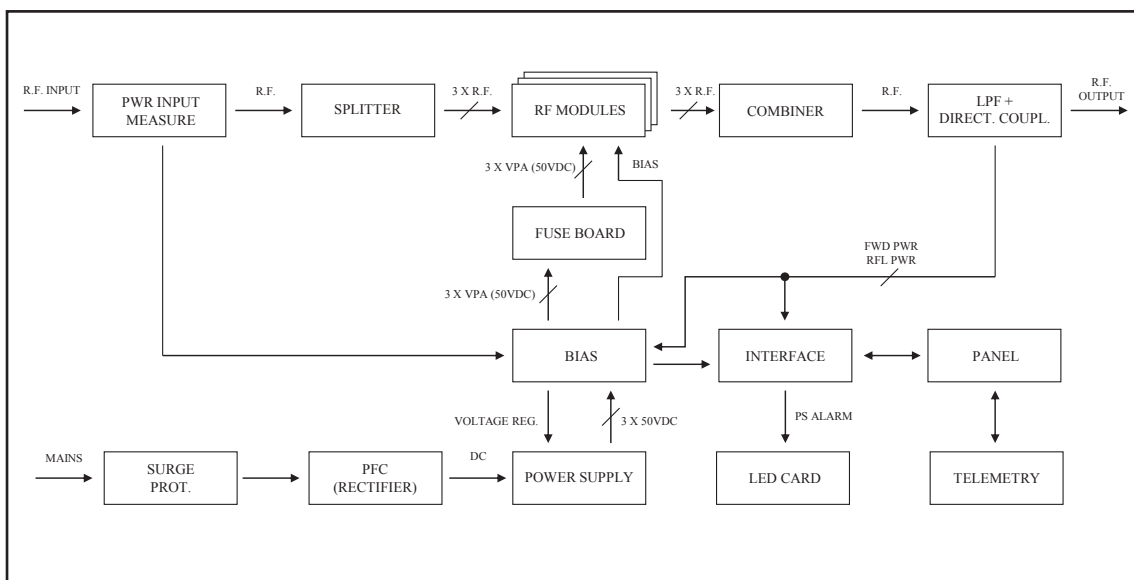 R.F. INPUT
PWR INPUT
MEASURE
R.F.
SPLITTER
3 X R.F.
RF MODULES
3 X R.F.
COMBINER
R.F.
LPF +
DIRECT. COUPL.
R.F.
OUTPUT
3 X VPA (50VDC)
BIAS
FUSE BOARD
FWD PWR
RFL PWR
3 X VPA (50VDC)
BIAS
INTERFACE
PANEL
VOLTAGE REG.
3 X 50VDC
PS ALARM
MAINS
SURGE
PROT.
PFC
(RECTIFIER)
DC
POWER SUPPLY
LED CARD
TELEMETRY